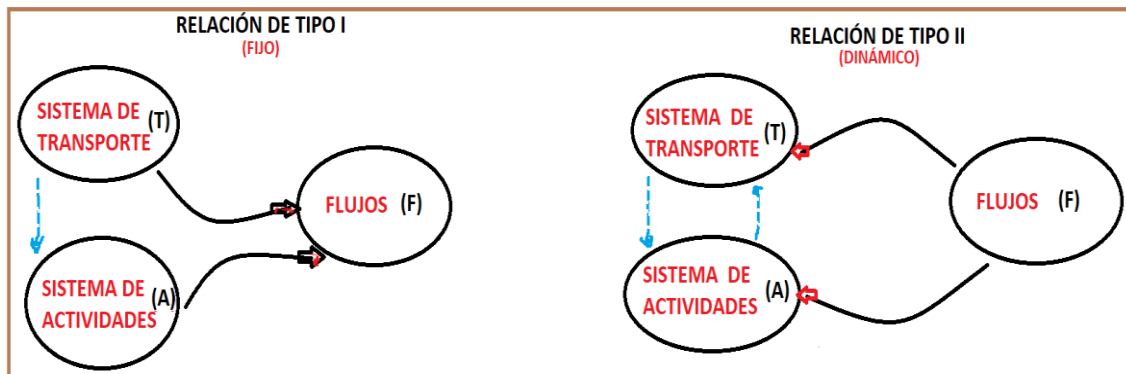 RELACIÓN DE TIPO I
(FIJO)
SISTEMA DE (T)
TRANSPORTE
FLUJOS (F)
SISTEMA DE (A)
ACTIVIDADES
RELACIÓN DE TIPO II
(DINÁMICO)
SISTEMA DE (T)
TRANSPORTE
FLUJOS (F)
SISTEMA DE (A)
ACTIVIDADES